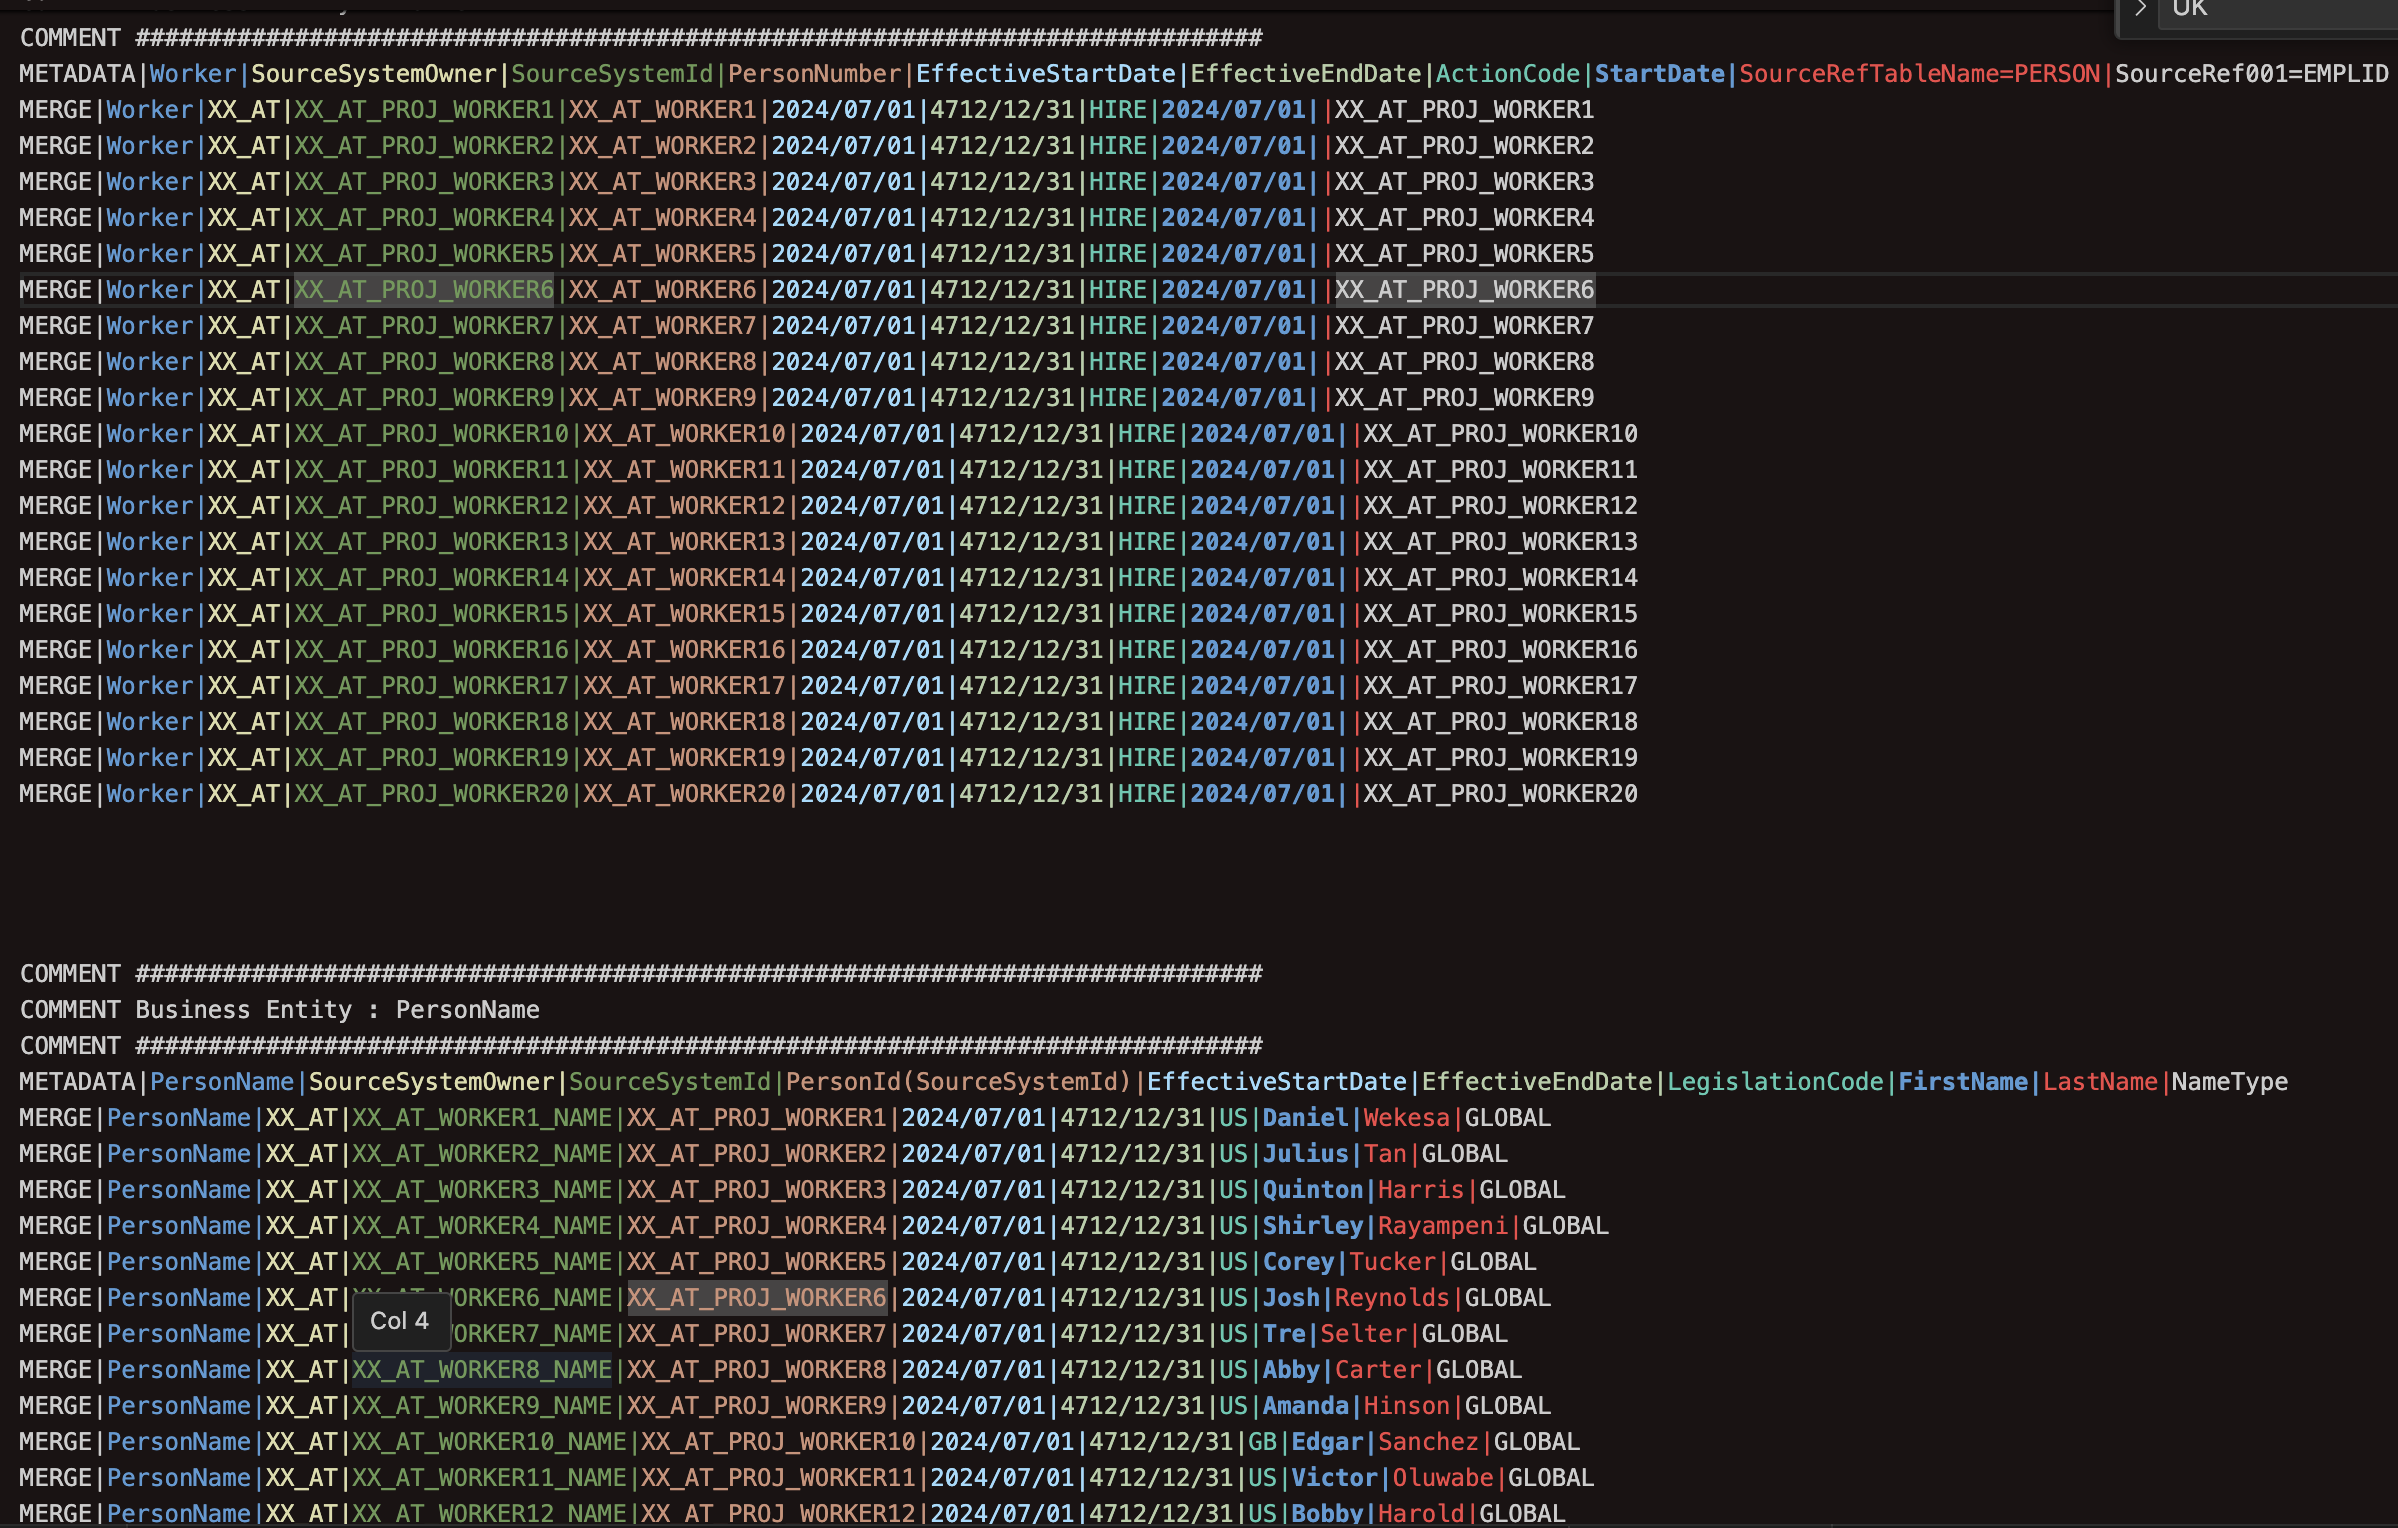 UK
COMMENT ##############################################################################
METADATA|Worker|SourceSystemOwner|SourceSystemId|PersonNumber|EffectiveStartDate|EffectiveEndDate|ActionCode|StartDate|SourceRefTableName=PERSON|SourceRef001=EMPLID
MERGE|Worker|XX_AT|XX_AT_PROJ_WORKER1|XX_AT_WORKER1|2024/07/01|4712/12/31|HIRE|2024/07/01||XX_AT_PROJ_WORKER1
MERGE|Worker|XX_AT|XX_AT_PROJ_WORKER2|XX_AT_WORKER2|2024/07/01|4712/12/31|HIRE|2024/07/01||XX_AT_PROJ_WORKER2
MERGE|Worker|XX_AT|XX_AT_PROJ_WORKER3|XX_AT_WORKER3|2024/07/01|4712/12/31|HIRE|2024/07/01||XX_AT_PROJ_WORKER3
MERGE|Worker|XX_AT|XX_AT_PROJ_WORKER4|XX_AT_WORKER4|2024/07/01|4712/12/31|HIRE|2024/07/01||XX_AT_PROJ_WORKER4
MERGE|Worker|XX_AT|XX_AT_PROJ_WORKER5|XX_AT_WORKER5|2024/07/01|4712/12/31|HIRE|2024/07/01||XX_AT_PROJ_WORKER5
MERGE|Worker|XX_AT|XX_AT_PROJ_WORKER6|XX_AT_WORKER6|2024/07/01|4712/12/31|HIRE|2024/07/01||XX_AT_PROJ_WORKER6
MERGE|Worker|XX_AT|XX_AT_PROJ_WORKER7|XX_AT_WORKER7|2024/07/01|4712/12/31|HIRE|2024/07/01||XX_AT_PROJ_WORKER7
MERGE|Worker|XX_AT|XX_AT_PROJ_WORKER8|XX_AT_WORKER8|2024/07/01|4712/12/31|HIRE|2024/07/01||XX_AT_PROJ_WORKER8
MERGE|Worker|XX_AT|XX_AT_PROJ_WORKER9|XX_AT_WORKER9|2024/07/01|4712/12/31|HIRE|2024/07/01||XX_AT_PROJ_WORKER9
MERGE|Worker|XX_AT|XX_AT_PROJ_WORKER10|XX_AT_WORKER10|2024/07/01|4712/12/31|HIRE|2024/07/01||XX_AT_PROJ_WORKER10
MERGE|Worker|XX_AT|XX_AT_PROJ_WORKER11|XX_AT_WORKER11|2024/07/01|4712/12/31|HIRE|2024/07/01||XX_AT_PROJ_WORKER11
MERGE|Worker|XX_AT|XX_AT_PROJ_WORKER12|XX_AT_WORKER12|2024/07/01|4712/12/31|HIRE|2024/07/01||XX_AT_PROJ_WORKER12
MERGE|Worker|XX_AT|XX_AT_PROJ_WORKER13|XX_AT_WORKER13|2024/07/01|4712/12/31|HIRE|2024/07/01||XX_AT_PROJ_WORKER13
MERGE|Worker|XX_AT|XX_AT_PROJ_WORKER14|XX_AT_WORKER14|2024/07/01|4712/12/31|HIRE|2024/07/01||XX_AT_PROJ_WORKER14
MERGE|Worker|XX_AT|XX_AT_PROJ_WORKER15|XX_AT_WORKER15|2024/07/01|4712/12/31|HIRE|2024/07/01||XX_AT_PROJ_WORKER15
MERGE|Worker|XX_AT|XX_AT_PROJ_WORKER16|XX_AT_WORKER16|2024/07/01|4712/12/31|HIRE|2024/07/01||XX_AT_PROJ_WORKER16
MERGE|Worker|XX_AT|XX_AT_PROJ_WORKER17|XX_AT_WORKER17|2024/07/01|4712/12/31|HIRE|2024/07/01||XX_AT_PROJ_WORKER17
MERGE|Worker|XX_AT|XX_AT_PROJ_WORKER18|XX_AT_WORKER18|2024/07/01|4712/12/31|HIRE|2024/07/01||XX_AT_PROJ_WORKER18
MERGE|Worker|XX_AT|XX_AT_PROJ_WORKER19|XX_AT_WORKER19|2024/07/01|4712/12/31|HIRE|2024/07/01||XX_AT_PROJ_WORKER19
MERGE|Worker|XX_AT|XX_AT_PROJ_WORKER20|XX_AT_WORKER20|2024/07/01|4712/12/31|HIRE|2024/07/01||XX_AT_PROJ_WORKER20
COMMENT ##############################################################################
COMMENT Business Entity : PersonName
COMMENT ##############################################################################
METADATA|PersonName|SourceSystemOwner|SourceSystemId|PersonId(SourceSystemId)|EffectiveStartDate|EffectiveEndDate|LegislationCode|FirstName|LastName|NameType
MERGE|PersonName|XX_AT|XX_AT_WORKER1_NAME|XX_AT_PROJ_WORKER1|2024/07/01|4712/12/31|US|Daniel|Wekesa|GLOBAL
MERGE|PersonName|XX_AT|XX_AT_WORKER2_NAME|XX_AT_PROJ_WORKER2|2024/07/01|4712/12/31|US|Julius|Tan|GLOBAL
MERGE|PersonName|XX_AT|XX_AT_WORKER3_NAME|XX_AT_PROJ_WORKER3|2024/07/01|4712/12/31|US|Quinton|Harris|GLOBAL
MERGE|PersonName|XX_AT|XX_AT_WORKER4_NAME|XX_AT_PROJ_WORKER4|2024/07/01|4712/12/31|US|Shirley|Rayampeni|GLOBAL
MERGE|PersonName|XX_AT|XX_AT_WORKER5_NAME|XX_AT_PROJ_WORKER5|2024/07/01|4712/12/31|US|Corey|Tucker|GLOBAL
MERGE|PersonName|XX_AT|XX_AT_WORKER6_NAME|XX_AT_PROJ_WORKER6|2024/07/01|4712/12/31|US|Josh|Reynolds|GLOBAL
Col 4
MERGE|PersonName|XX_AT|WORKER7_NAME|XX_AT_PROJ_WORKER7|2024/07/01|4712/12/31|US|Tre|Selter|GLOBAL
MERGE|PersonName|XX_AT|XX_AT_WORKER8_NAME|XX_AT_PROJ_WORKER8|2024/07/01|4712/12/31|US|Abby|Carter|GLOBAL
MERGE|PersonName|XX_AT|XX_AT_WORKER9_NAME|XX_AT_PROJ_WORKER9|2024/07/01|4712/12/31|US|Amanda|Hinson|GLOBAL
MERGE|PersonName|XX_AT|XX_AT_WORKER10_NAME|XX_AT_PROJ_WORKER10|2024/07/01|4712/12/31|GB|Edgar|Sanchez|GLOBAL
MERGE|PersonName|XX_AT|XX_AT_WORKER11_NAME|XX_AT_PROJ_WORKER11|2024/07/01|4712/12/31|US|Victor|Oluwabe|GLOBAL
MERGE|PersonName|XX_AT|XX_AT_WORKER12_NAME|XX_AT_PROJ_WORKER12|2024/07/01|4712/12/31|US|Bobby|Harold|GLOBAL